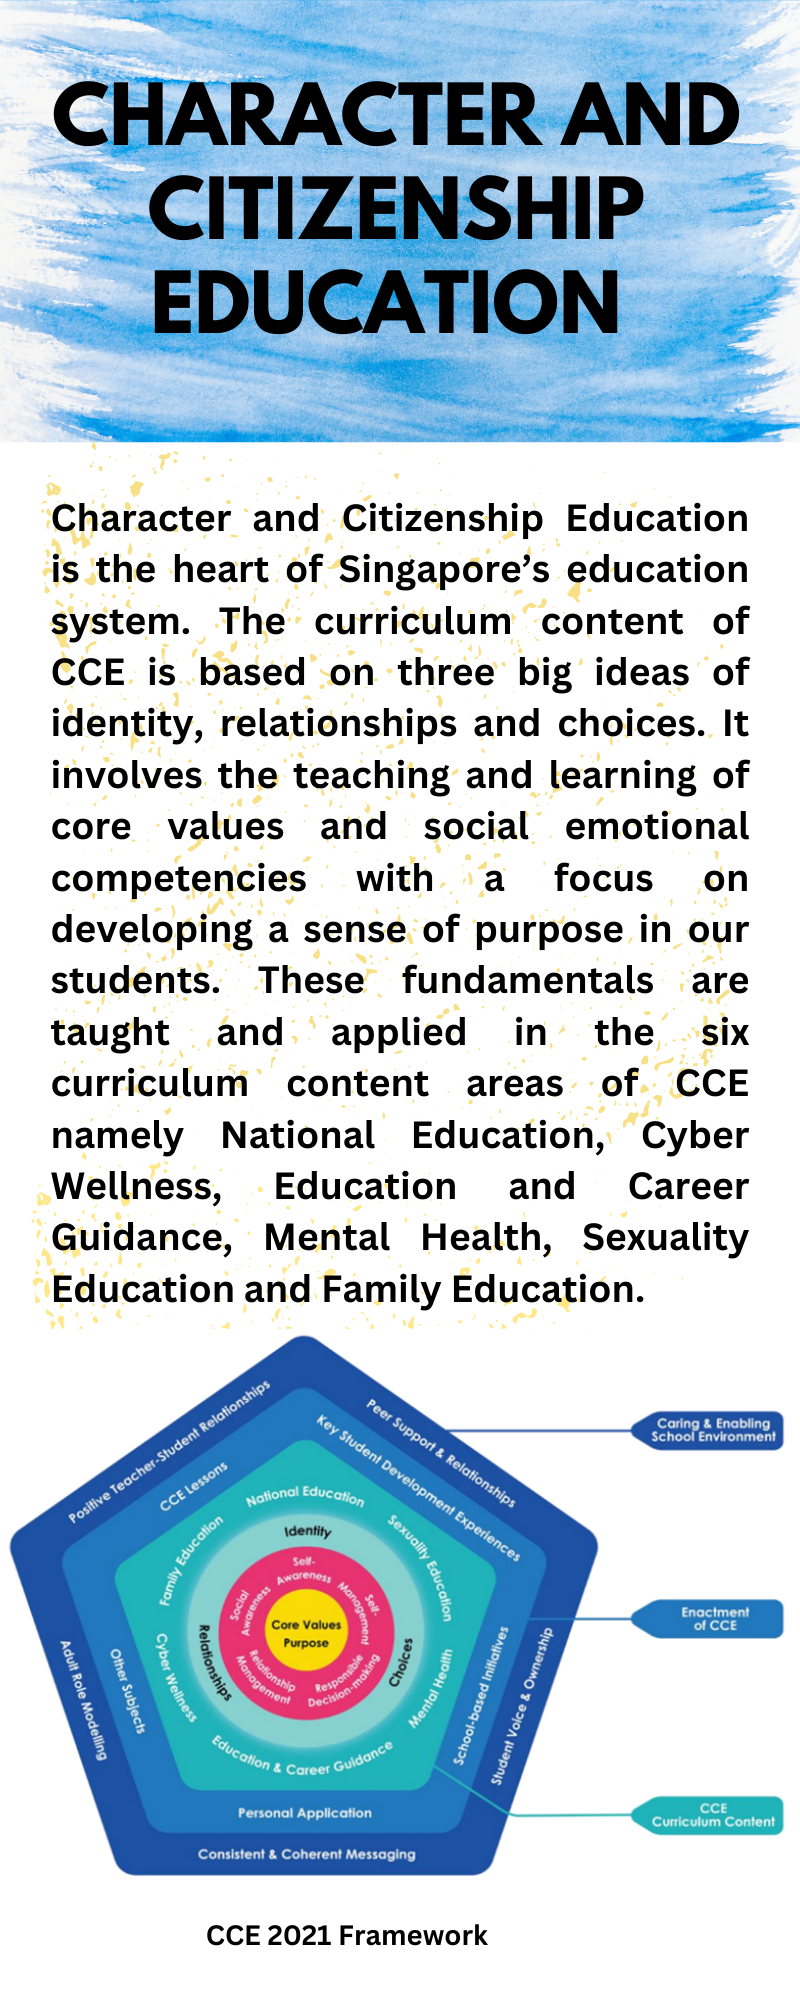 CHARACTER AND
CITIZENSHIP
EDUCATION
Character and Citizenship Education
is the heart of Singapore’s education
system. The curriculum content of
CCE is based on three big ideas of
identity, relationships and choices. It
involves the teaching and learning of
core values and social emotional
competencies with a focus on
developing a sense of purpose in our
students. These fundamentals are
taught and applied in the six
curriculum content areas of CCE
namely National Education, Cyber
Wellness, Education and Career
Guidance, Mental Health, Sexuality
Education and Family Education.
Positive Teacher-Student Relationships
Peer Support & Relationships
Caring & Enabling
School Environment
CCE Lessons
Key Student Development Experiences
National Education
Family Education
Sexuality Education
Identity
Self-
Awareness
Social
Awareness
Self-
Management
Core Values
Purpose
Enactment
of CCE
Relationships
Choices
Relationship
Management
Responsible
Decision-making
Cyber Wellness
Mental Health
Other Subjects
School-based Initiatives
Adult Role Modelling
Student Voice & Ownership
Education & Career Guidance
CCE
Curriculum Content
Personal Application
Consistent & Coherent Messaging
CCE 2021 Framework